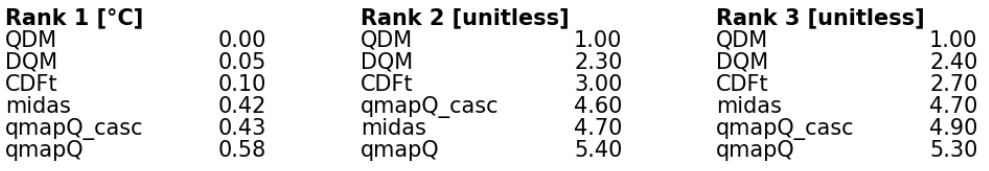 Rank 1 [°C] Rank 2 [unitless] Rank 3 [unitless]
QDM 0.00 QDM 1.00 QDM 1.00
DQM 0.05 DQM 2.30 DQM 2.40
CDFt 0.10 CDFt 3.00 CDFt 2.70
midas 0.42 qmapQ_casc 4.60 midas 4.70
qmapQ_casc 0.43 midas 4.70 qmapQ_casc 4.90
qmapQ 0.58 qmapQ 5.40 qmapQ 5.30